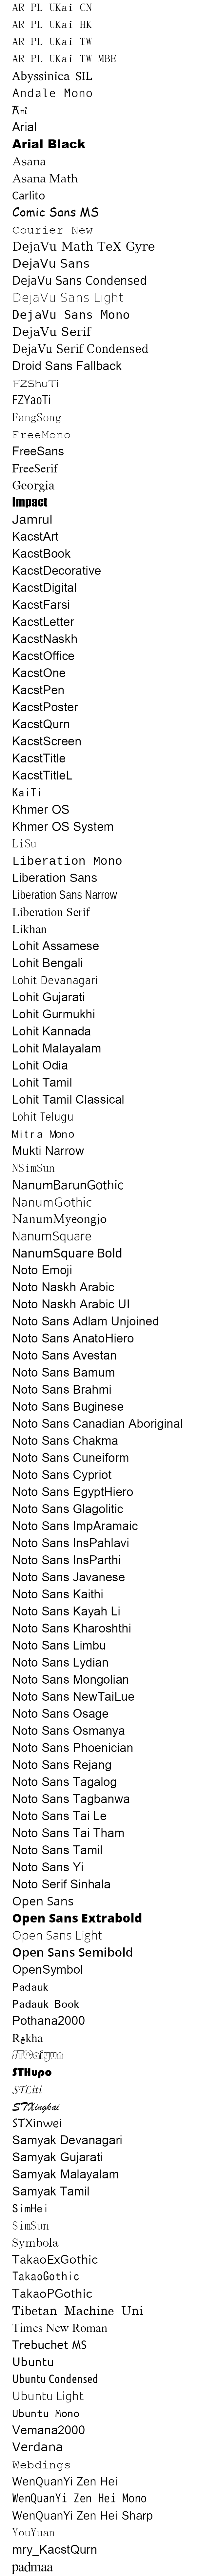 AR PL UKai CN
AR PL UKai HK
AR PL UKai TW
AR PL UKai TW MBE
Abyssinica SIL
Andale Mono
Ani
Arial
Arial Black
Asana
Asana Math
Carlito
Comic Sans MS
Courier New
DejaVu Math TeX Gyre
DejaVu Sans
DejaVu Sans Condensed
DejaVu Sans Light
DejaVu Sans Mono
DejaVu Serif
DejaVu Serif Condensed
Droid Sans Fallback
FZShuTi
FZYaoTi
FangSong
FreeMono
FreeSans
FreeSerif
Georgia
Impact
Jamrul
KacstArt
KacstBook
KacstDecorative
KacstDigital
KacstFarsi
KacstLetter
KacstNaskh
KacstOffice
KacstOne
KacstPen
KacstPoster
KacstQurn
KacstScreen
KacstTitle
KacstTitleL
KaiTi
Khmer OS
Khmer OS System
LiSu
Liberation Mono
Liberation Sans
Liberation Sans Narrow
Liberation Serif
Likhan
Lohit Assamese
Lohit Bengali
Lohit Devanagari
Lohit Gujarati
Lohit Gurmukhi
Lohit Kannada
Lohit Malayalam
Lohit Odia
Lohit Tamil
Lohit Tamil Classical
Lohit Telugu
Mitra Mono
Mukti Narrow
NSimSun
NanumBarunGothic
NanumGothic
NanumMyeongjo
NanumSquare
NanumSquare Bold
Noto Emoji
Noto Naskh Arabic
Noto Naskh Arabic UI
Noto Sans Adlam Unjoined
Noto Sans AnatoHiero
Noto Sans Avestan
Noto Sans Bamum
Noto Sans Brahmi
Noto Sans Buginese
Noto Sans Canadian Aboriginal
Noto Sans Chakma
Noto Sans Cuneiform
Noto Sans Cypriot
Noto Sans EgyptHiero
Noto Sans Glagolitic
Noto Sans ImpAramaic
Noto Sans InsPahlavi
Noto Sans InsParthi
Noto Sans Javanese
Noto Sans Kaithi
Noto Sans Kayah Li
Noto Sans Kharoshthi
Noto Sans Limbu
Noto Sans Lydian
Noto Sans Mongolian
Noto Sans NewTaiLue
Noto Sans Osage
Noto Sans Osmanya
Noto Sans Phoenician
Noto Sans Rejang
Noto Sans Tagalog
Noto Sans Tagbanwa
Noto Sans Tai Le
Noto Sans Tai Tham
Noto Sans Tamil
Noto Sans Yi
Noto Serif Sinhala
Open Sans
Open Sans Extrabold
Open Sans Light
Open Sans Semibold
OpenSymbol
Padauk
Padauk Book
Pothana2000
Rekha
STCaiyun
STHupo
STLiti
STXingkai
STXinwei
Samyak Devanagari
Samyak Gujarati
Samyak Malayalam
Samyak Tamil
SimHei
SimSun
Symbola
TakaoExGothic
TakaoGothic
TakaoPGothic
Tibetan Machine Uni
Times New Roman
Trebuchet MS
Ubuntu
Ubuntu Condensed
Ubuntu Light
Ubuntu Mono
Vemana2000
Verdana
Webdings
WenQuanYi Zen Hei
WenQuanYi Zen Hei Mono
WenQuanYi Zen Hei Sharp
YouYuan
mry_KacstQurn
padmaa